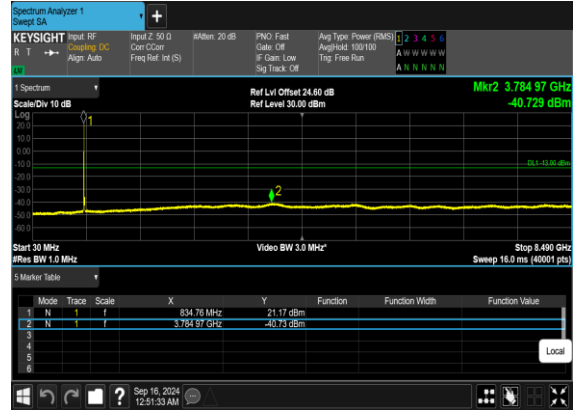 Spectrum Analyzer 1
Swept SA
KEYSIGHT
R T
LM
Input: RF
Coupling: DC
Align: Auto
Input Z: 50 Ω
Corr CCorr
Freq Ref: Int (S)
#Atten: 20 dB
PNO: Fast
Gate: Off
IF Gain: Low
Sig Track: Off
Avg Type: Power (RMS)
Avg|Hold: 100/100
Trig: Free Run
1 2 3 4 5 6
A W W W W W
A N N N N N
1 Spectrum
Scale/Div 10 dB
Ref Lvl Offset 24.60 dB
Ref Level 30.00 dBm
Mkr2 3.784 97 GHz
-40.729 dBm
Log
20.0
10.0
0.00
-10.0
-20.0
-30.0
-40.0
-50.0
-60.0
1
2
DL1 -13.00 dBm
Start 30 MHz
#Res BW 1.0 MHz
Video BW 3.0 MHz*
Stop 8.490 GHz
Sweep 16.0 ms (40001 pts)
5 Marker Table
Mode Trace Scale X Y Function Function Width Function Value
1 N 1 f 834.76 MHz 21.17 dBm
2 N 1 f 3.784 97 GHz -40.73 dBm
3
4
5
6
Local
?
Sep 16, 2024
12:51:33 AM